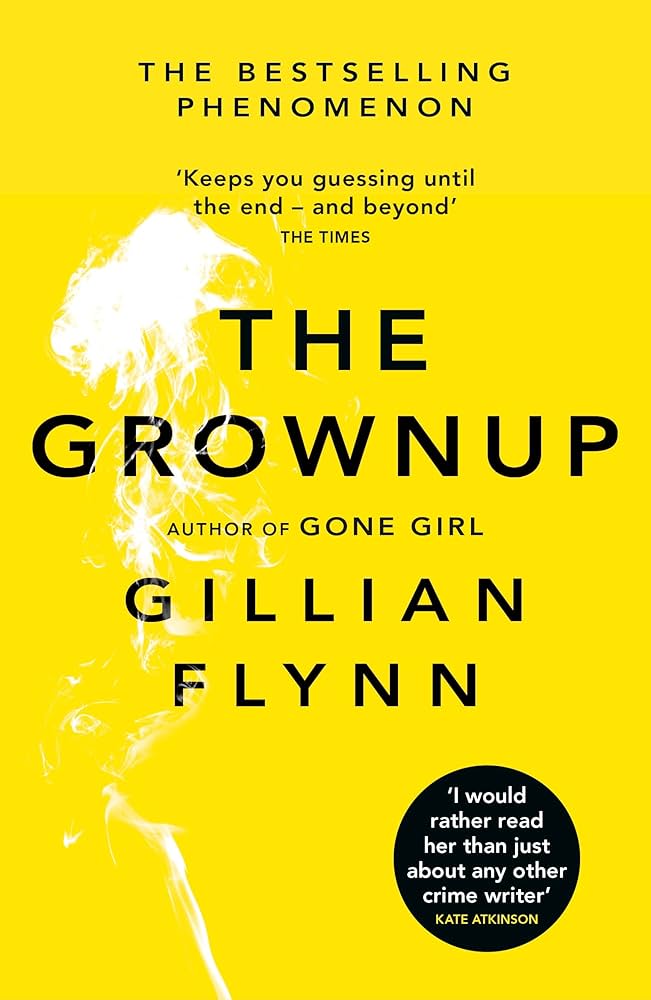 THE BESTSELLING
PHENOMENON
‘Keeps you guessing until
the end – and beyond’
THE TIMES
THE
GROWNUP
AUTHOR OF GONE GIRL
GILLIAN
FLYNN
‘I would
rather read
her than just
about any other
crime writer’
KATE ATKINSON